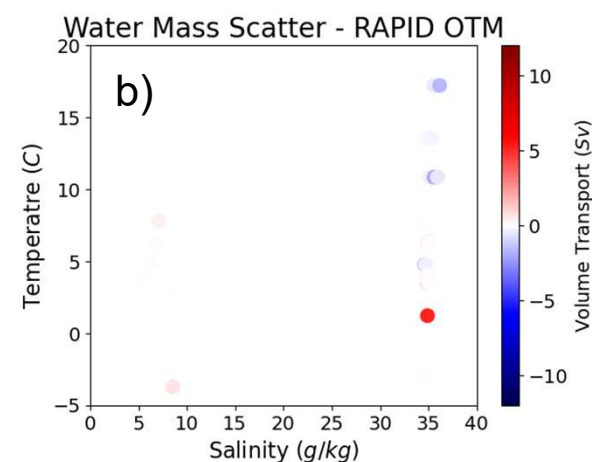 Water Mass Scatter - RAPID OTM
b)
20
15
10
5
0
−5
Temperatre (C)
0 5 10 15 20 25 30 35 40
Salinity (g/kg)
10
5
0
−5
−10
Volume Transport (Sv)